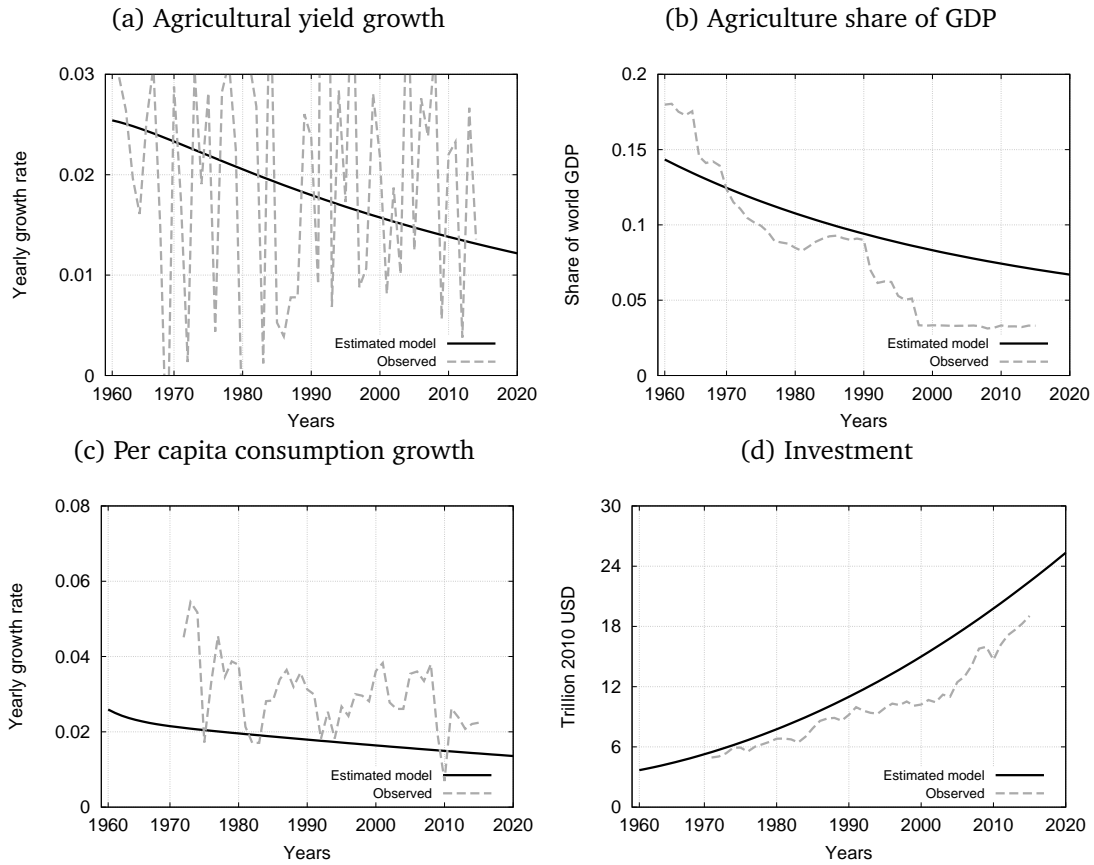 (a) Agricultural yield growth
0.03
0.02
0.01
0
Yearly growth rate
1960 1970 1980 1990 2000 2010 2020
Years
Estimated model
Observed
(b) Agriculture share of GDP
0.2
0.15
0.1
0.05
0
Share of world GDP
1960 1970 1980 1990 2000 2010 2020
Years
Estimated model
Observed
(c) Per capita consumption growth
0.08
0.06
0.04
0.02
0
Yearly growth rate
1960 1970 1980 1990 2000 2010 2020
Years
Estimated model
Observed
(d) Investment
30
24
18
12
6
0
Trillion 2010 USD
1960 1970 1980 1990 2000 2010 2020
Years
Estimated model
Observed